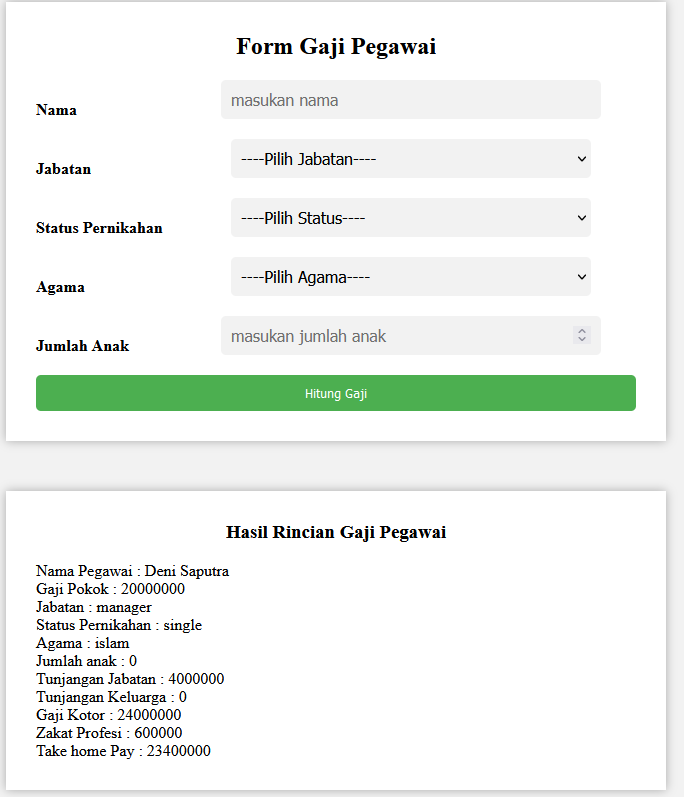 Form Gaji Pegawai
Nama
masukan nama
Jabatan
----Pilih Jabatan----
Status Pernikahan
----Pilih Status----
Agama
----Pilih Agama----
Jumlah Anak
masukan jumlah anak
Hitung Gaji
Hasil Rincian Gaji Pegawai
Nama Pegawai : Deni Saputra
Gaji Pokok : 20000000
Jabatan : manager
Status Pernikahan : single
Agama : islam
Jumlah anak : 0
Tunjangan Jabatan : 4000000
Tunjangan Keluarga : 0
Gaji Kotor : 24000000
Zakat Profesi : 600000
Take home Pay : 23400000